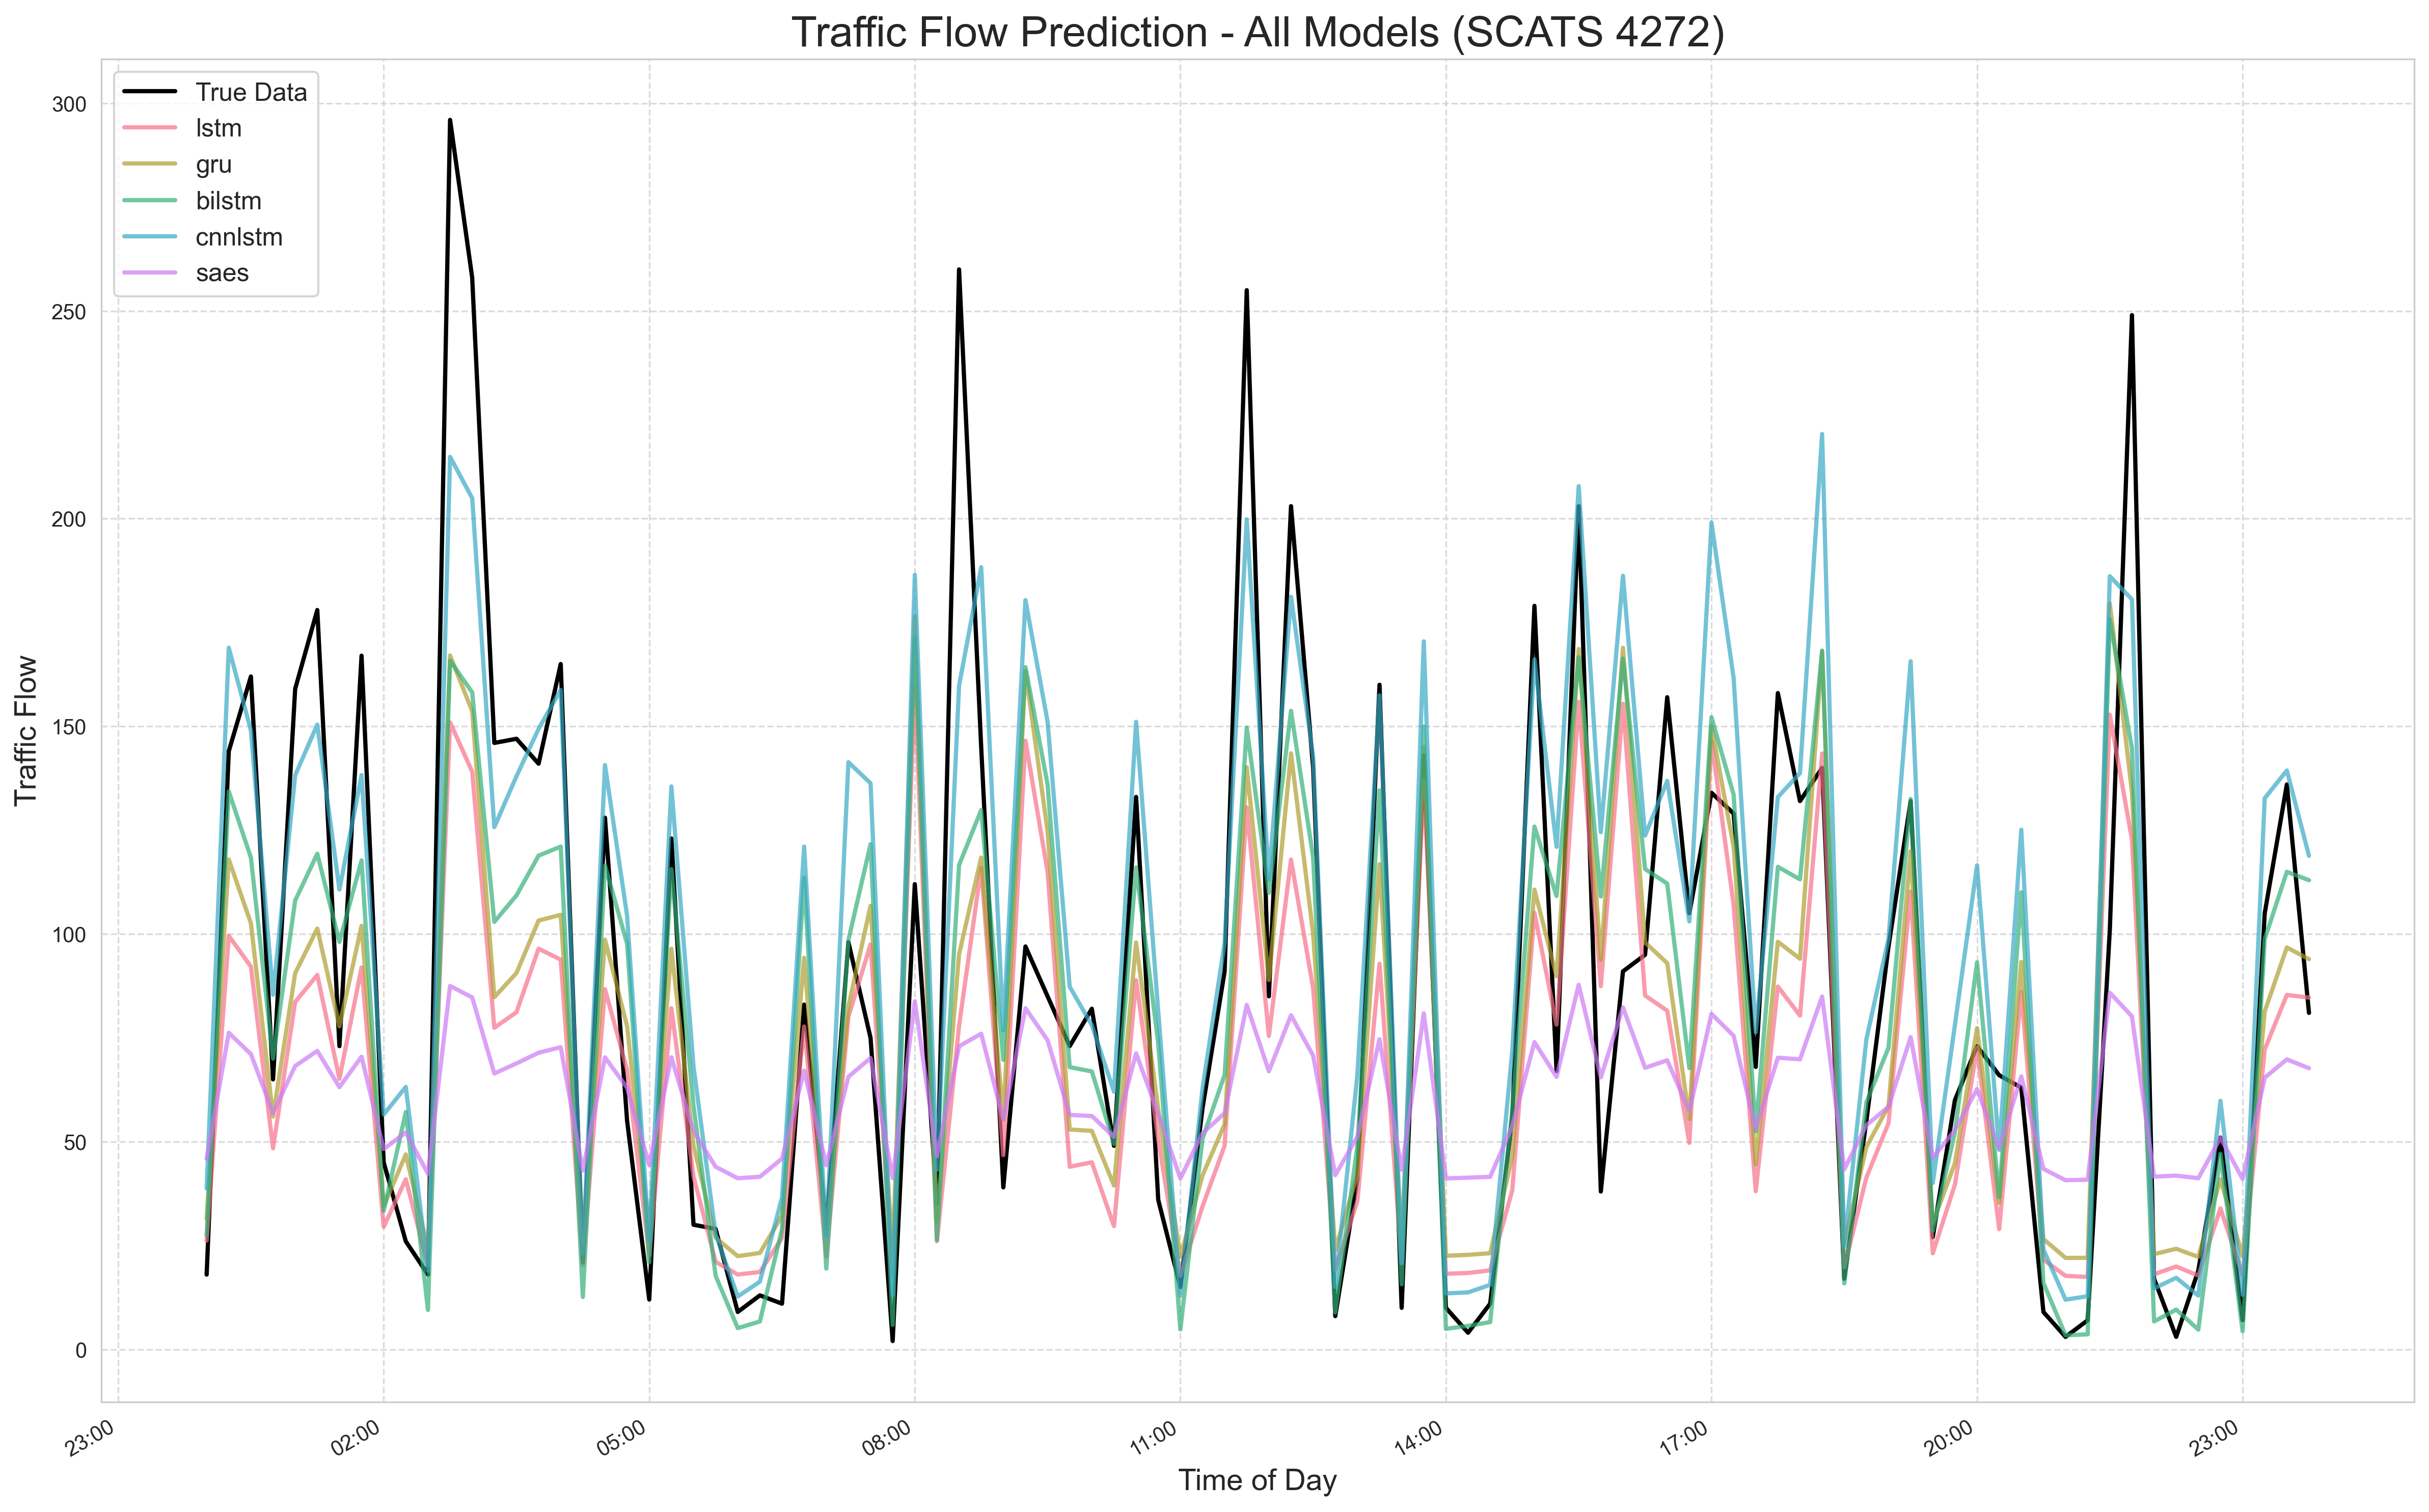 Traffic Flow Prediction - All Models (SCATS 4272)
True Data
lstm
gru
bilstm
cnnlstm
saes
Traffic Flow
300
250
200
150
100
50
0
23:00
02:00
05:00
08:00
11:00
14:00
17:00
20:00
23:00
Time of Day